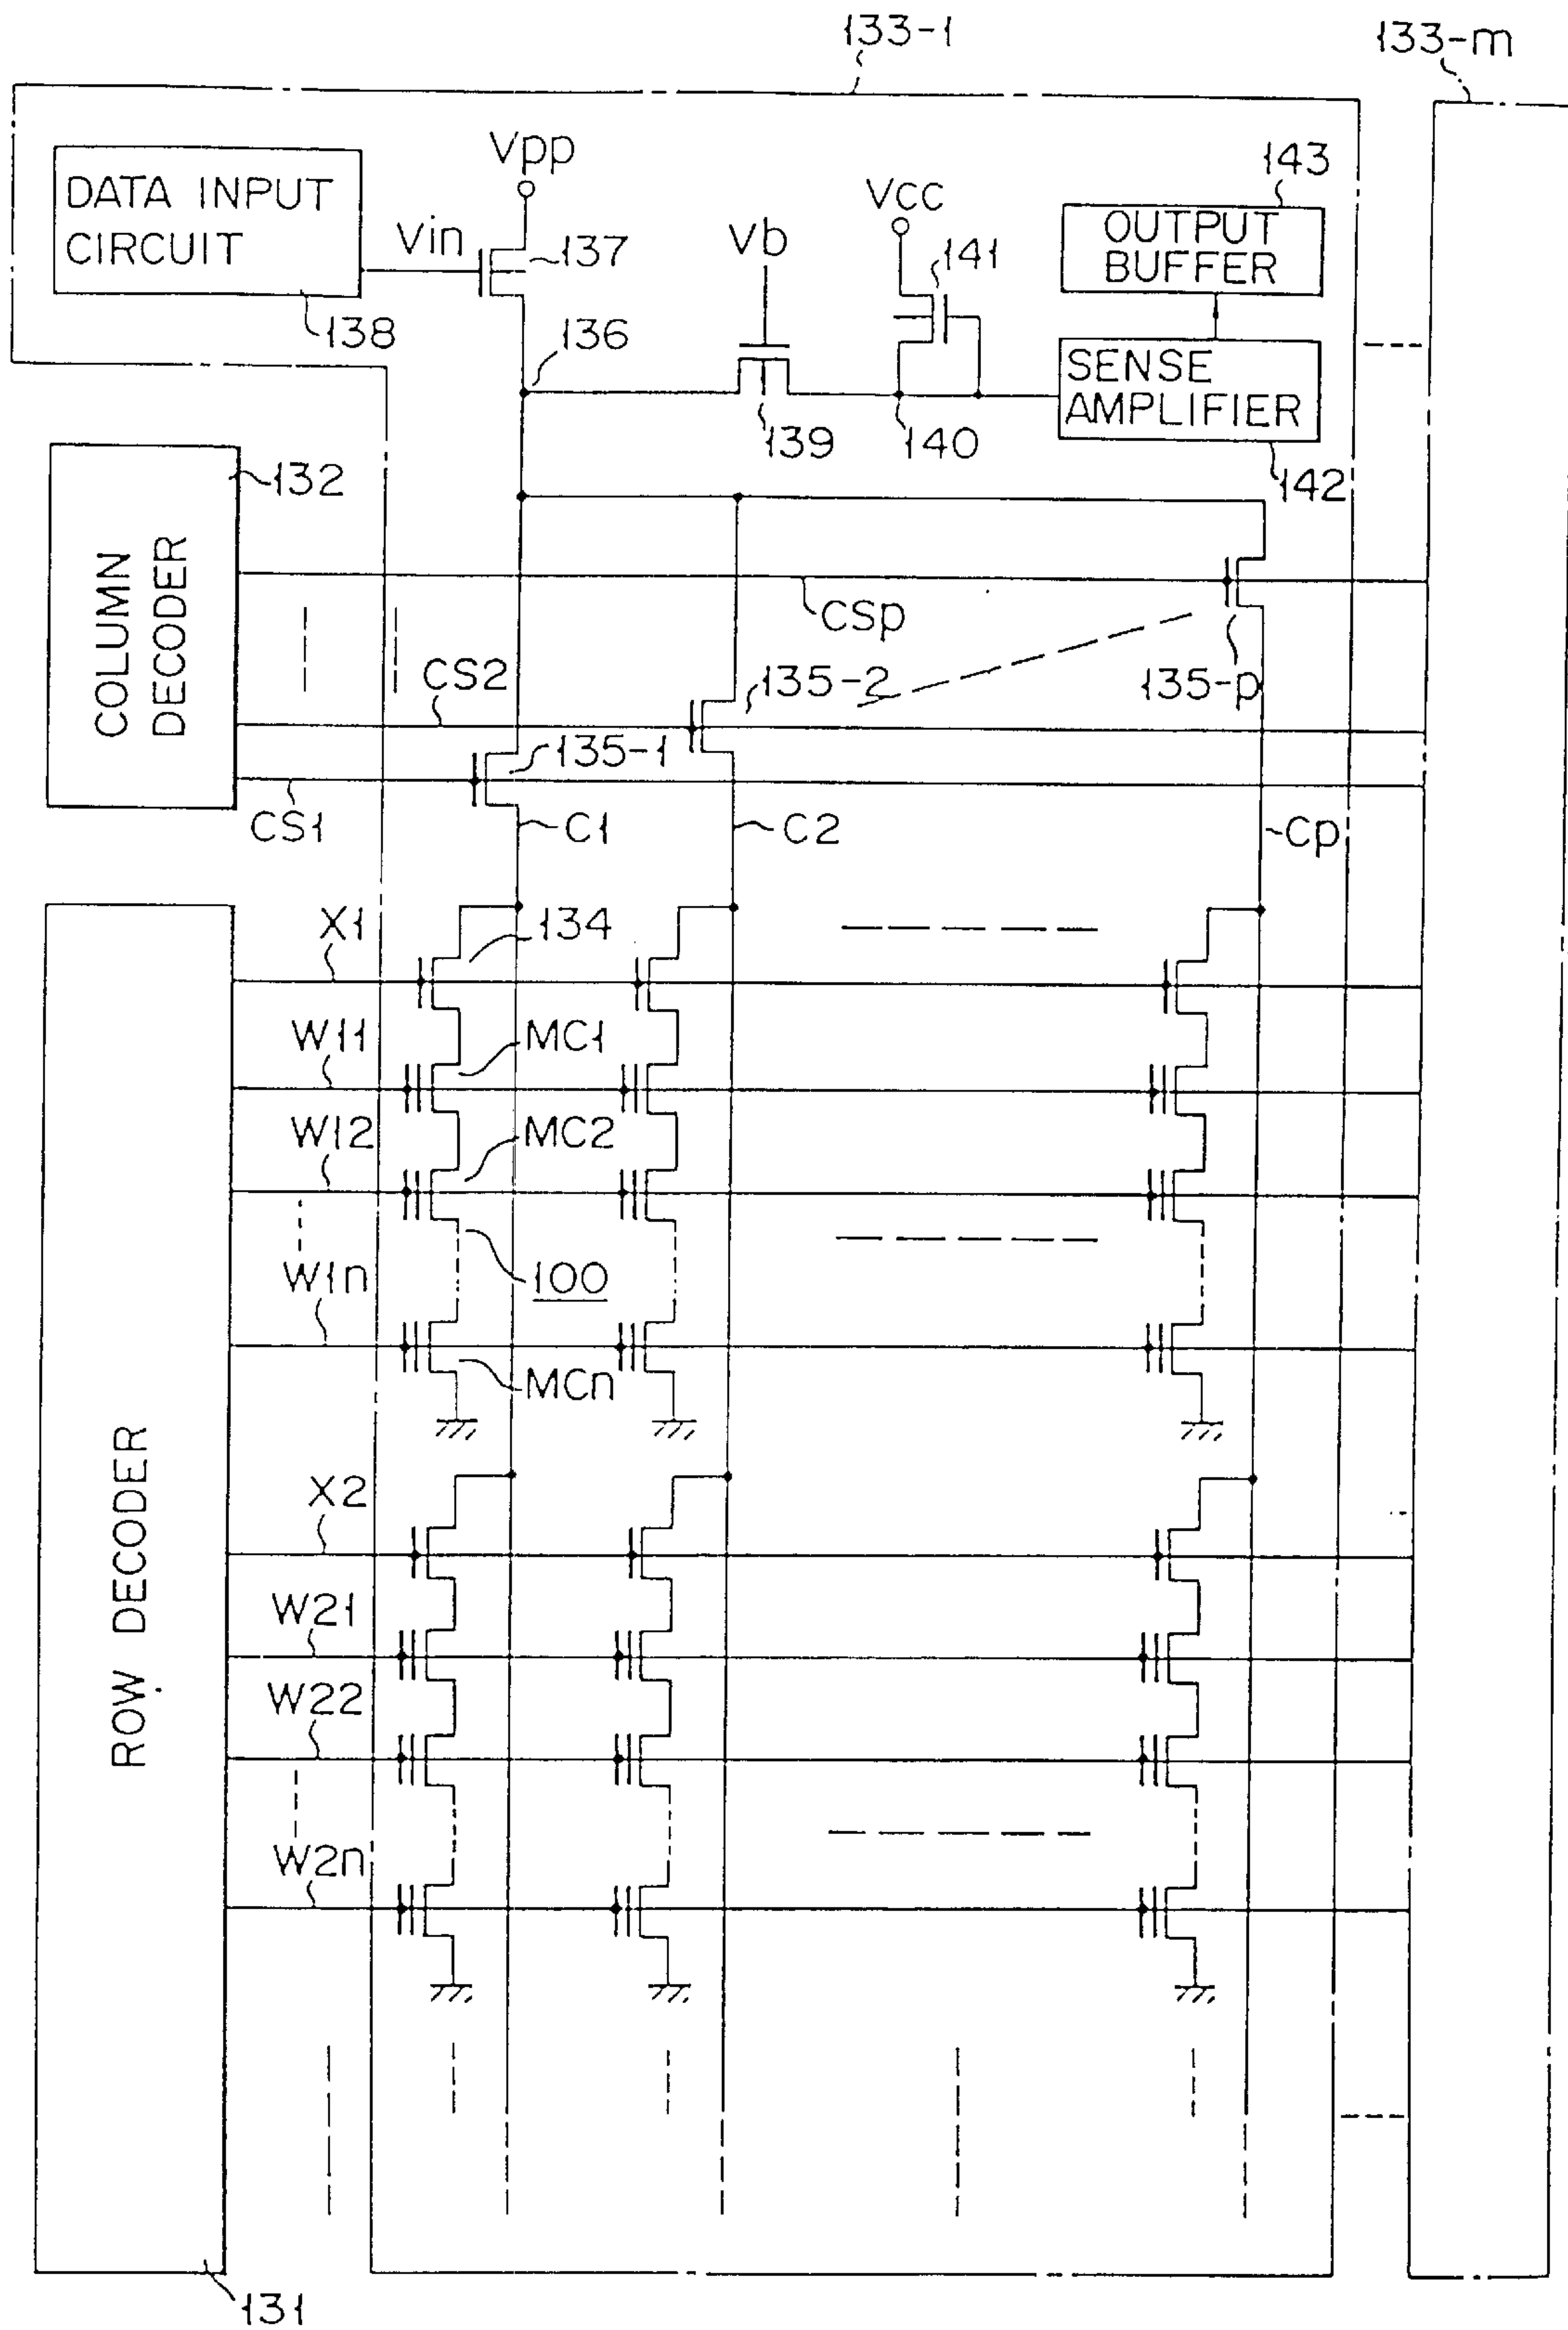 133-1
133-m
DATA INPUT
CIRCUIT
138
Vin
Vpp
137
136
Vb
139
Vcc
141
140
143
OUTPUT
BUFFER
SENSE
AMPLIFIER
142
132
COLUMN
DECODER
CSp
135-p
CS2
135-2
135-1
CS1
C1
C2
Cp
X1
134
W11
MC1
W12
MC2
100
W1n
MCn
ROW DECODER
X2
W21
W22
W2n
131